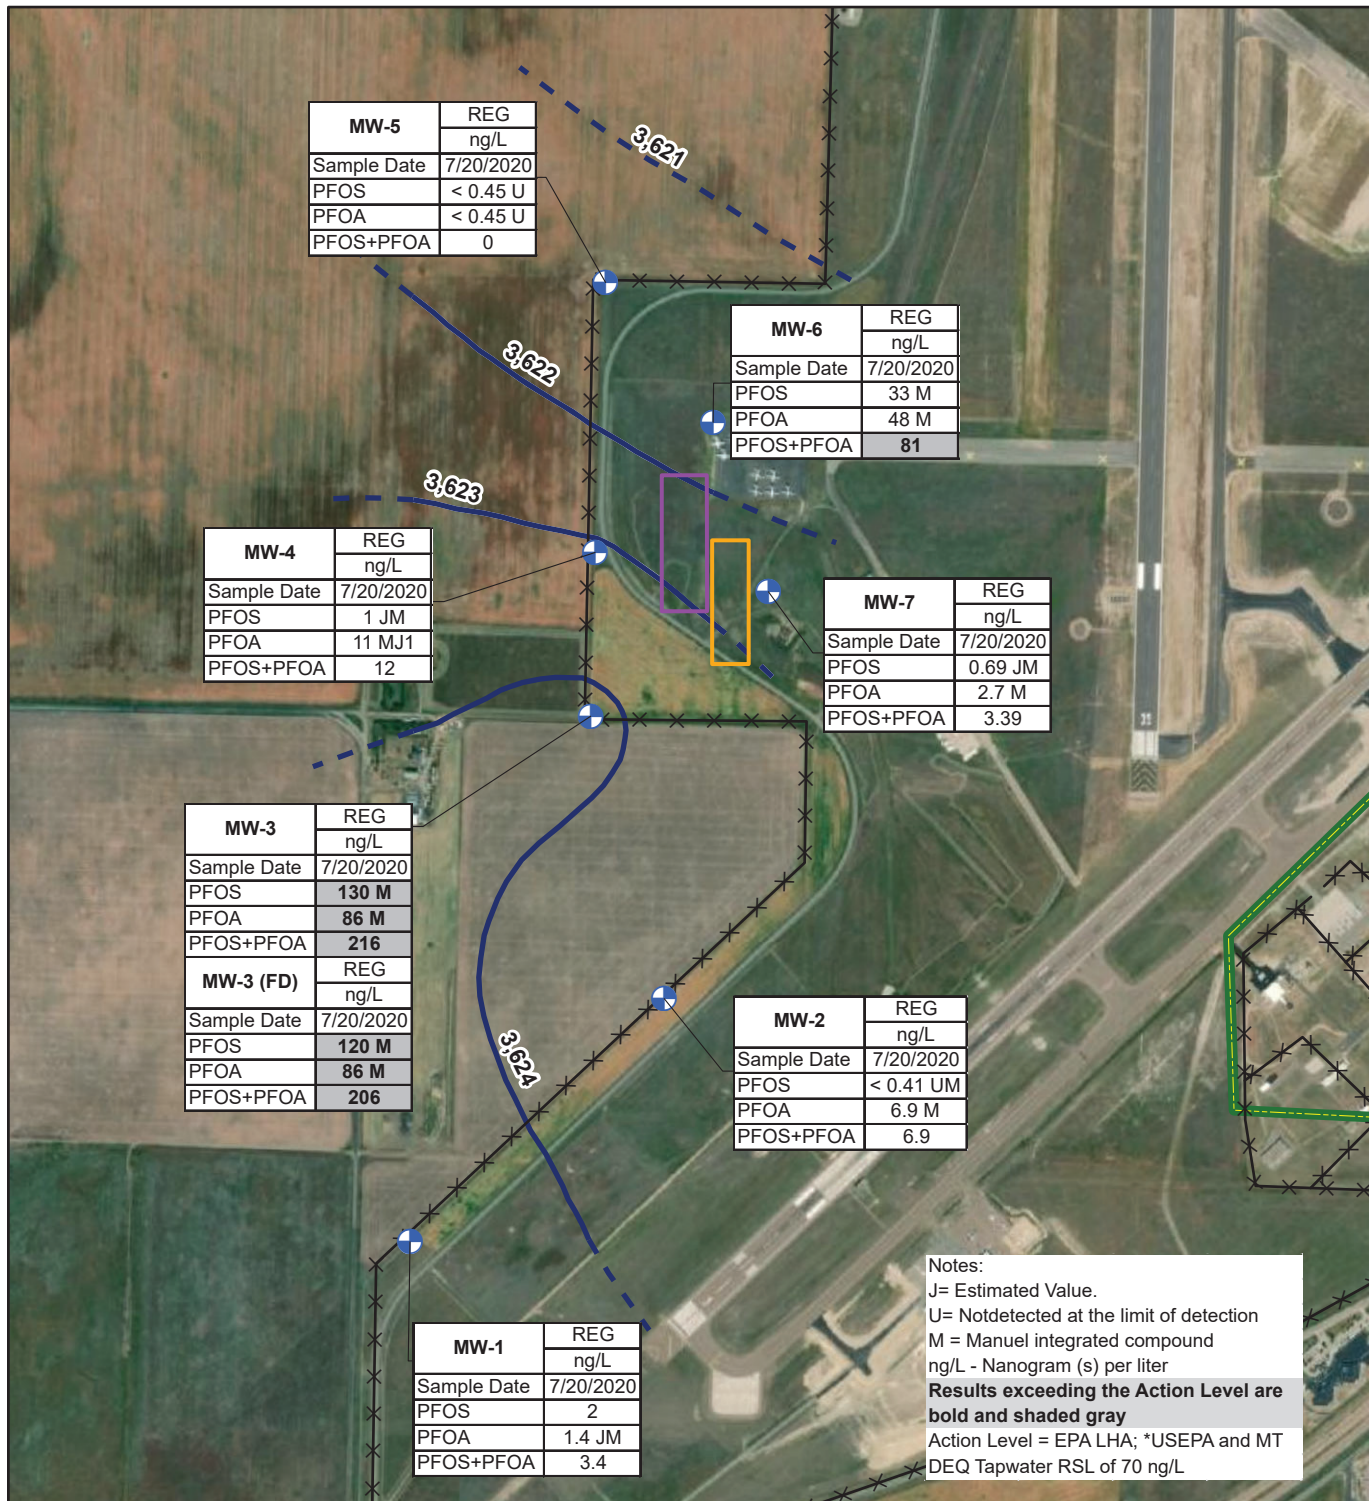 3,621
MW-5 REG
ng/L
Sample Date 7/20/2020
PFOS < 0.45 U
PFOA < 0.45 U
PFOS+PFOA 0
3,622
MW-6 REG
ng/L
Sample Date 7/20/2020
PFOS 33 M
PFOA 48 M
PFOS+PFOA 81
3,623
MW-4 REG
ng/L
Sample Date 7/20/2020
PFOS 1 JM
PFOA 11 MJ1
PFOS+PFOA 12
MW-7 REG
ng/L
Sample Date 7/20/2020
PFOS 0.69 JM
PFOA 2.7 M
PFOS+PFOA 3.39
MW-3 REG
ng/L
Sample Date 7/20/2020
PFOS 130 M
PFOA 86 M
PFOS+PFOA 216
MW-3 (FD) REG
ng/L
Sample Date 7/20/2020
PFOS 120 M
PFOA 86 M
PFOS+PFOA 206
3,624
MW-2 REG
ng/L
Sample Date 7/20/2020
PFOS < 0.41 UM
PFOA 6.9 M
PFOS+PFOA 6.9
MW-1 REG
ng/L
Sample Date 7/20/2020
PFOS 2
PFOA 1.4 JM
PFOS+PFOA 3.4
Notes:
J= Estimated Value.
U= Notdetected at the limit of detection
M = Manuel integrated compound
ng/L - Nanogram (s) per liter
Results exceeding the Action Level are
bold and shaded gray
Action Level = EPA LHA; *USEPA and MT
DEQ Tapwater RSL of 70 ng/L